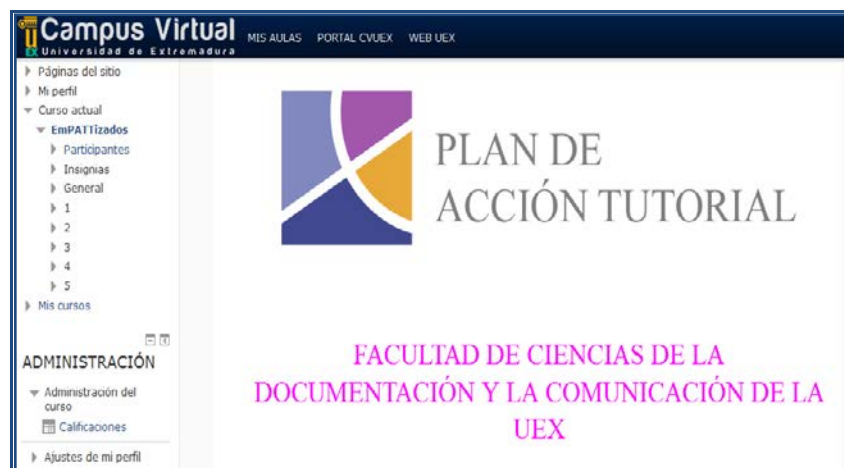 Campus Virtual
Universidad de Extremadura
MIS AULAS PORTAL CVUEX WEB UEX
Páginas del sitio
Mi perfil
Curso actual
EmPATTizados
Participantes
Insignias
General
1
2
3
4
5
Mis cursos
ADMINISTRACIÓN
Administración del
curso
Calificaciones
Ajustes de mi perfil
PLAN DE
ACCIÓN TUTORIAL
FACULTAD DE CIENCIAS DE LA
DOCUMENTACIÓN Y LA COMUNICACIÓN DE LA
UEX